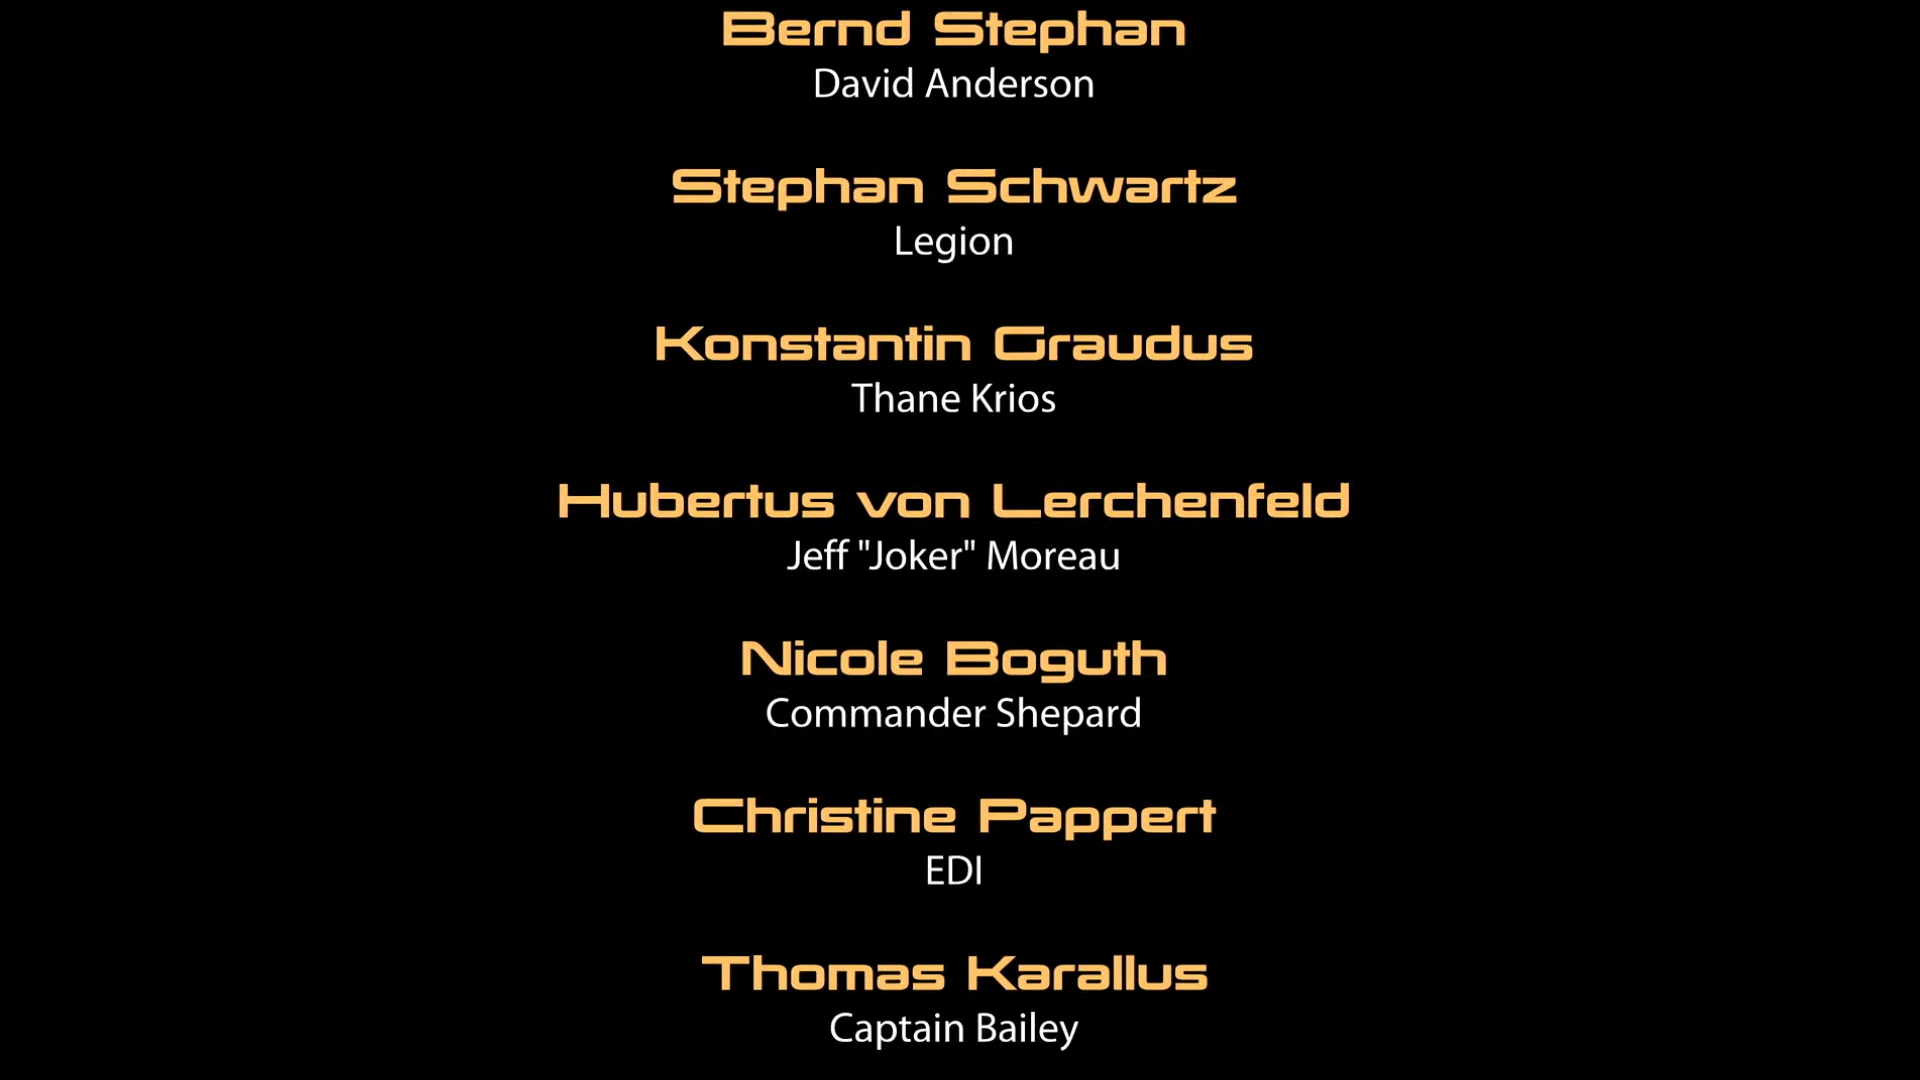 Bernd Stephan
David Anderson
Stephan Schwartz
Legion
Konstantin Graudus
Thane Krios
Hubertus von Lerchenfeld
Jeff "Joker" Moreau
Nicole Boguth
Commander Shepard
Christine Pappert
EDI
Thomas Karallus
Captain Bailey